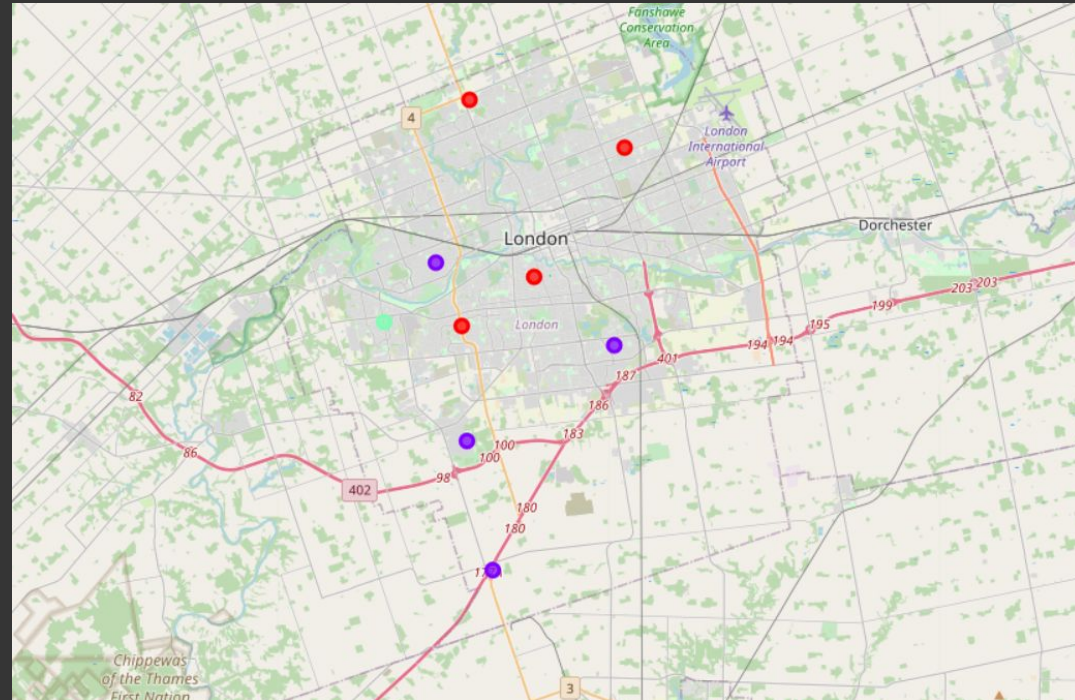 Fanshawe
Conservation
Area
4
London
International
Airport
London
Dorchester
203 203
199
195
194 194
London
401
187
82
186
183
100
100
86
98
402
180
180
Chippewas
of the Thames
First Nation
3